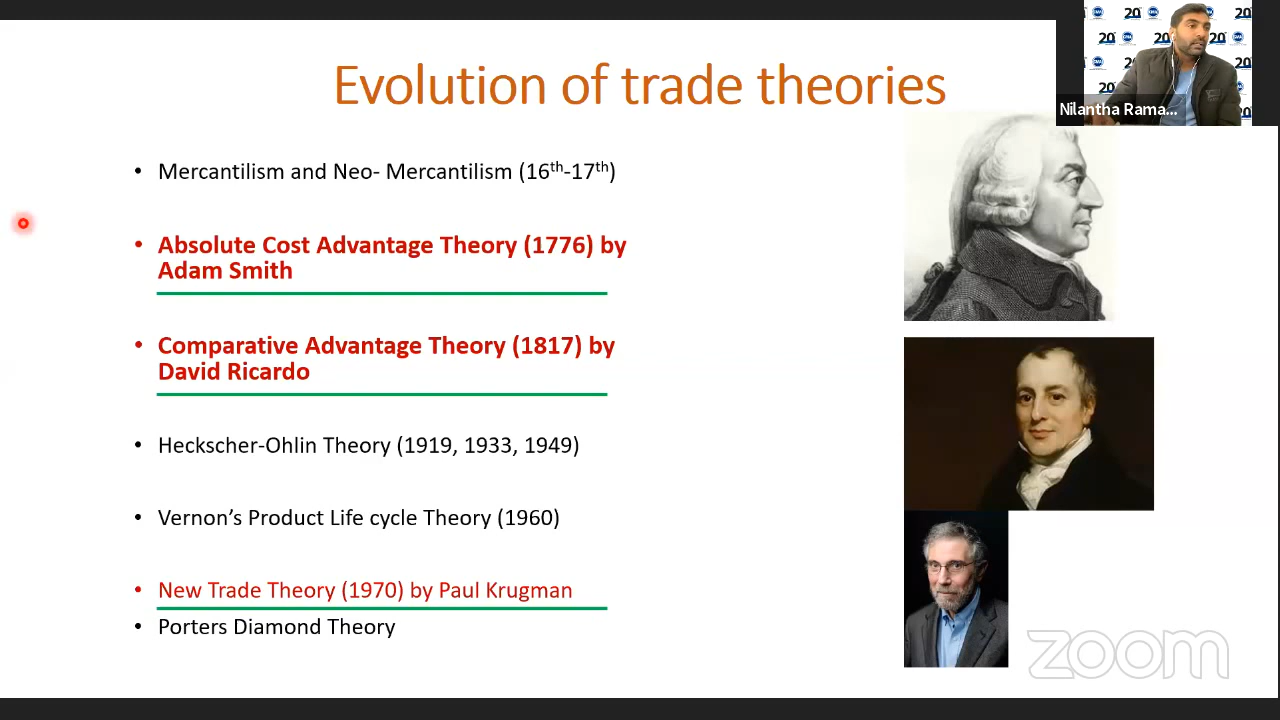 Evolution of trade theories
Nilantha Rama...
• Mercantilism and Neo- Mercantilism (16th-17th)
• Absolute Cost Advantage Theory (1776) by
Adam Smith
• Comparative Advantage Theory (1817) by
David Ricardo
• Heckscher-Ohlin Theory (1919, 1933, 1949)
• Vernon’s Product Life cycle Theory (1960)
• New Trade Theory (1970) by Paul Krugman
• Porters Diamond Theory
zoom